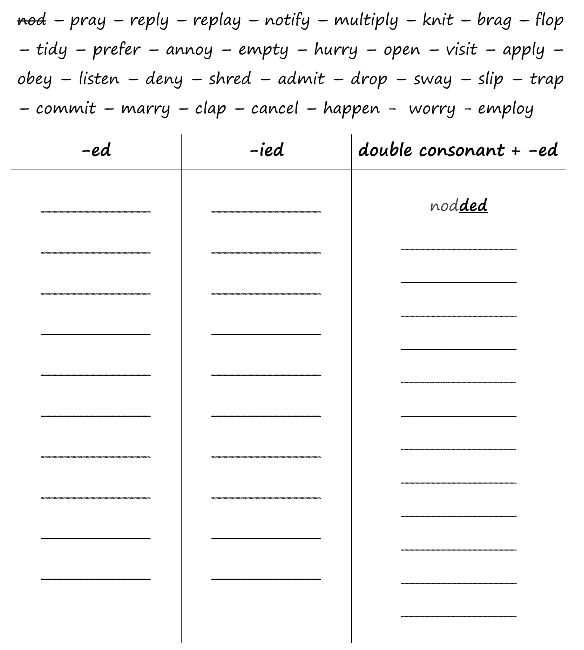 nod – pray – reply – replay – notify – multiply – knit – brag – flop
– tidy – prefer – annoy – empty – hurry – open – visit – apply –
obey – listen – deny – shred – admit – drop – sway – slip – trap
– commit – marry – clap – cancel – happen - worry - employ
-ed -ied double consonant + -ed
nodded